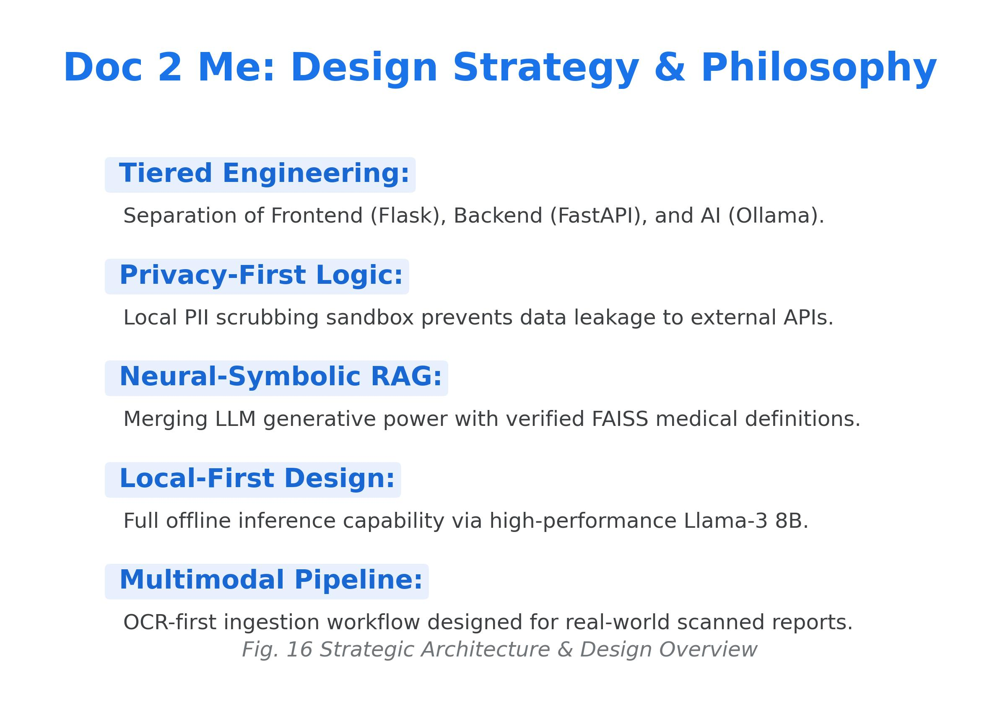 Doc 2 Me: Design Strategy & Philosophy
Tiered Engineering:
Separation of Frontend (Flask), Backend (FastAPI), and AI (Ollama).
Privacy-First Logic:
Local PII scrubbing sandbox prevents data leakage to external APIs.
Neural-Symbolic RAG:
Merging LLM generative power with verified FAISS medical definitions.
Local-First Design:
Full offline inference capability via high-performance Llama-3 8B.
Multimodal Pipeline:
OCR-first ingestion workflow designed for real-world scanned reports.
Fig. 16 Strategic Architecture & Design Overview